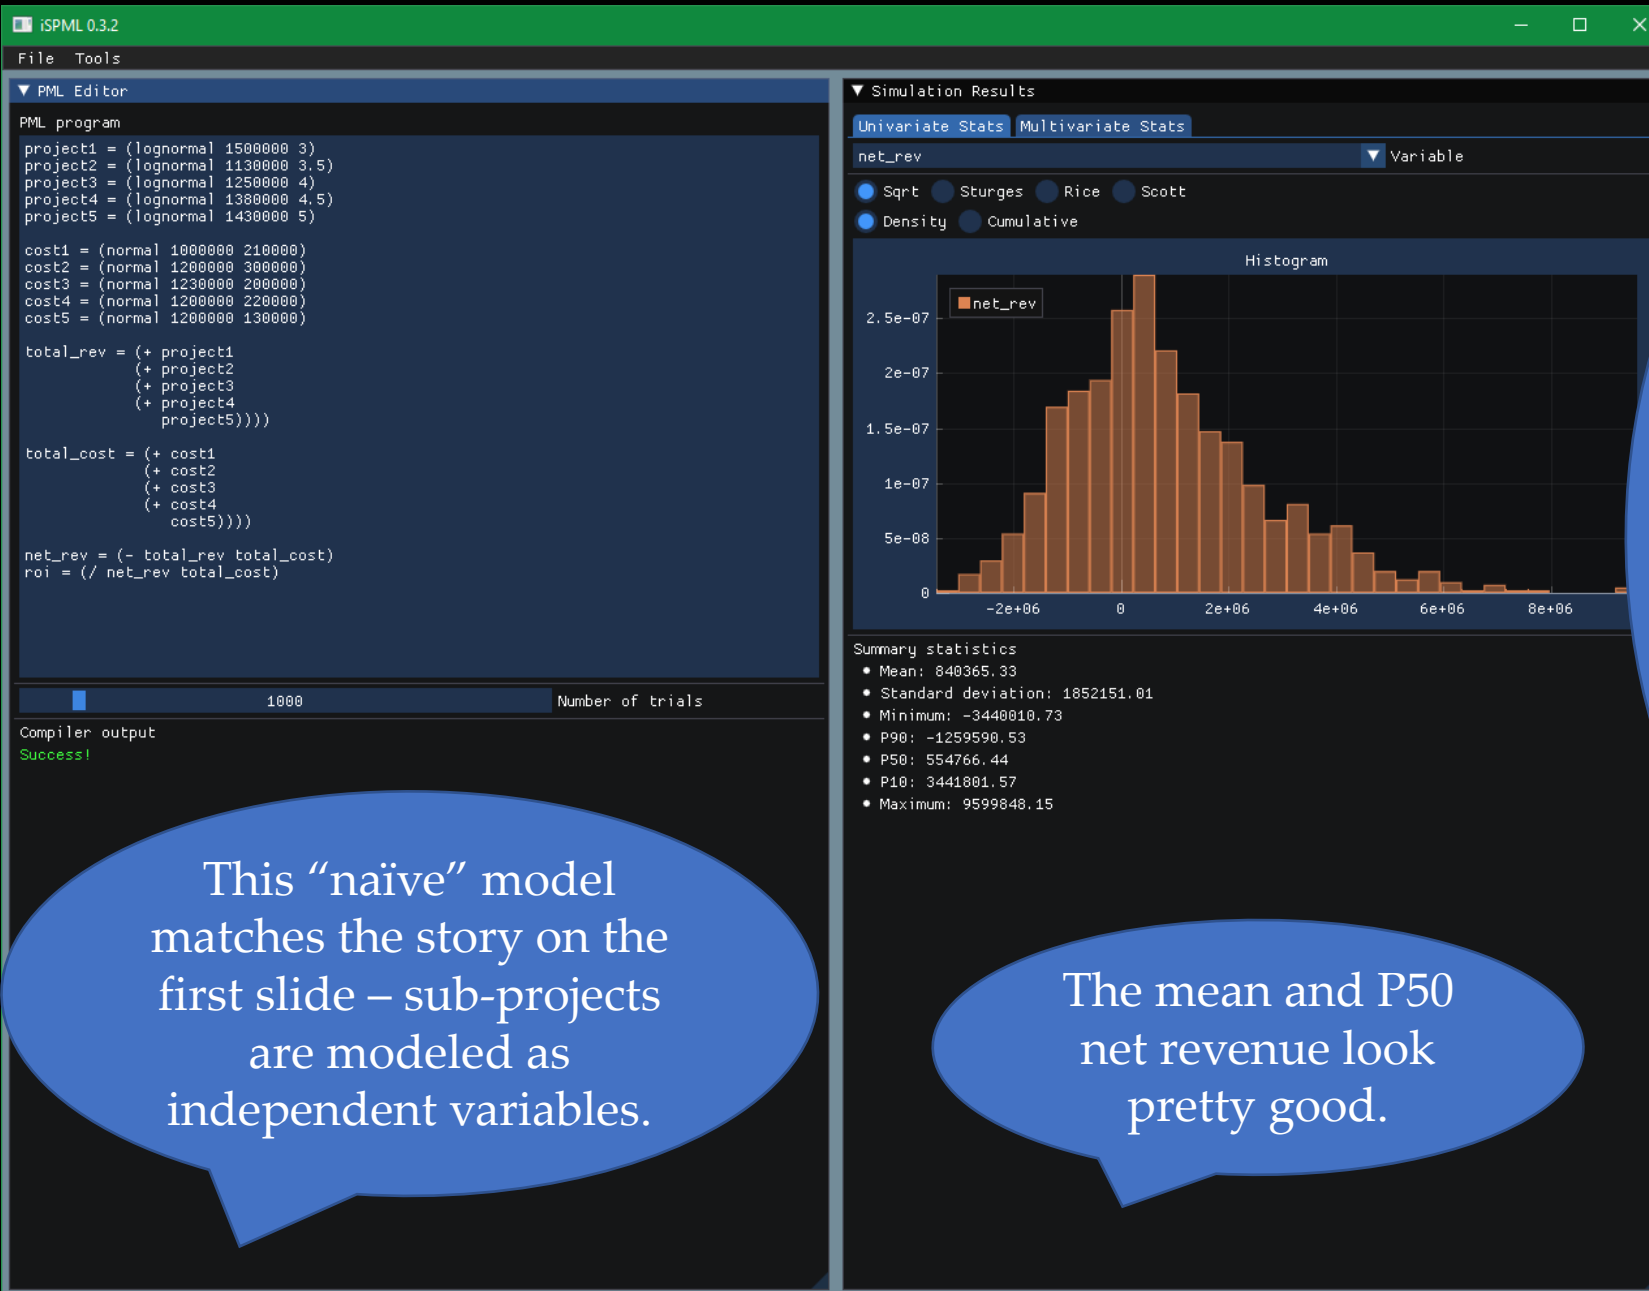 iSPML 0.3.2
File Tools
PML Editor
PML program
project1 = (lognormal 1500000 3)
project2 = (lognormal 1130000 3.5)
project3 = (lognormal 1250000 4)
project4 = (lognormal 1380000 4.5)
project5 = (lognormal 1430000 5)
cost1 = (normal 1000000 210000)
cost2 = (normal 1200000 300000)
cost3 = (normal 1230000 200000)
cost4 = (normal 1200000 220000)
cost5 = (normal 1200000 130000)
total_rev = (+ project1
(+ project2
(+ project3
(+ project4
project5))))
total_cost = (+ cost1
(+ cost2
(+ cost3
(+ cost4
cost5))))
net_rev = (- total_rev total_cost)
roi = (/ net_rev total_cost)
1000 Number of trials
Compiler output
Success!
This “naïve” model
matches the story on the
first slide – sub-projects
are modeled as
independent variables.
Simulation Results
Univariate Stats Multivariate Stats
net_rev Variable
Sqrt Sturges Rice Scott
Density Cumulative
Histogram
net_rev
2.5e-07
2e-07
1.5e-07
1e-07
5e-08
0
-2e+06 0 2e+06 4e+06 6e+06 8e+06
Summary statistics
Mean: 840365.33
Standard deviation: 1852151.01
Minimum: -3440010.73
P90: -1259590.53
P50: 554766.44
P10: 3441801.57
Maximum: 9599848.15
The mean and P50
net revenue look
pretty good.